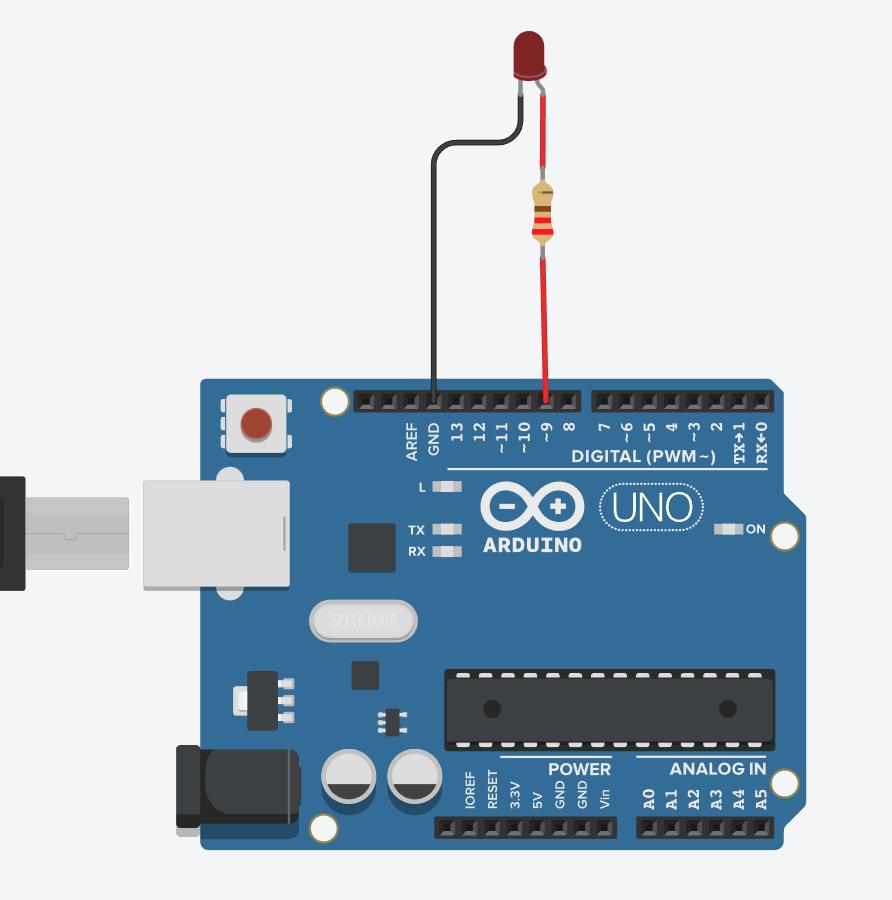 AREF
GND
13
12
~11
~10
~9
8
7
~6
~5
4
~3
2
TX→1
RX←0
DIGITAL (PWM~)
L
TX
RX
UNO
ON
ARDUINO
SPK16.000G
POWER
ANALOG IN
IOREF
RESET
3.3V
5V
GND
GND
Vin
A0
A1
A2
A3
A4
A5